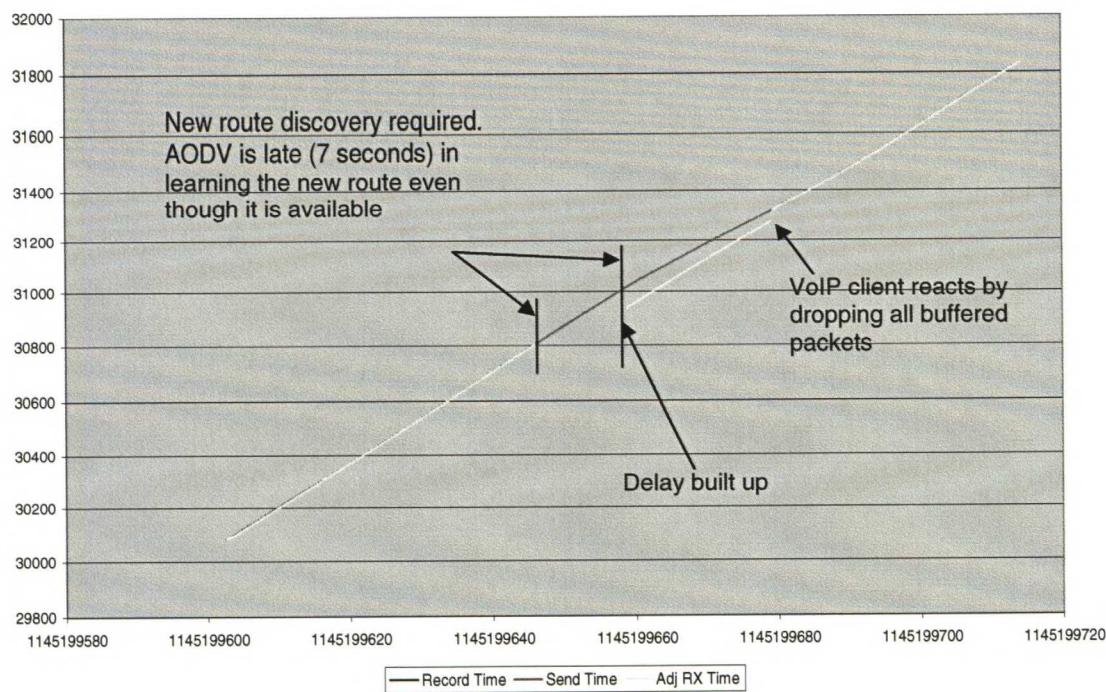 32000
31800
31600
31400
31200
31000
30800
30600
30400
30200
30000
29800
New route discovery required.
AODV is late (7 seconds) in
learning the new route even
though it is available
VoIP client reacts by
dropping all buffered
packets
Delay built up
1145199580 1145199600 1145199620 1145199640 1145199660 1145199680 1145199700 1145199720
Record Time Send Time Adj RX Time